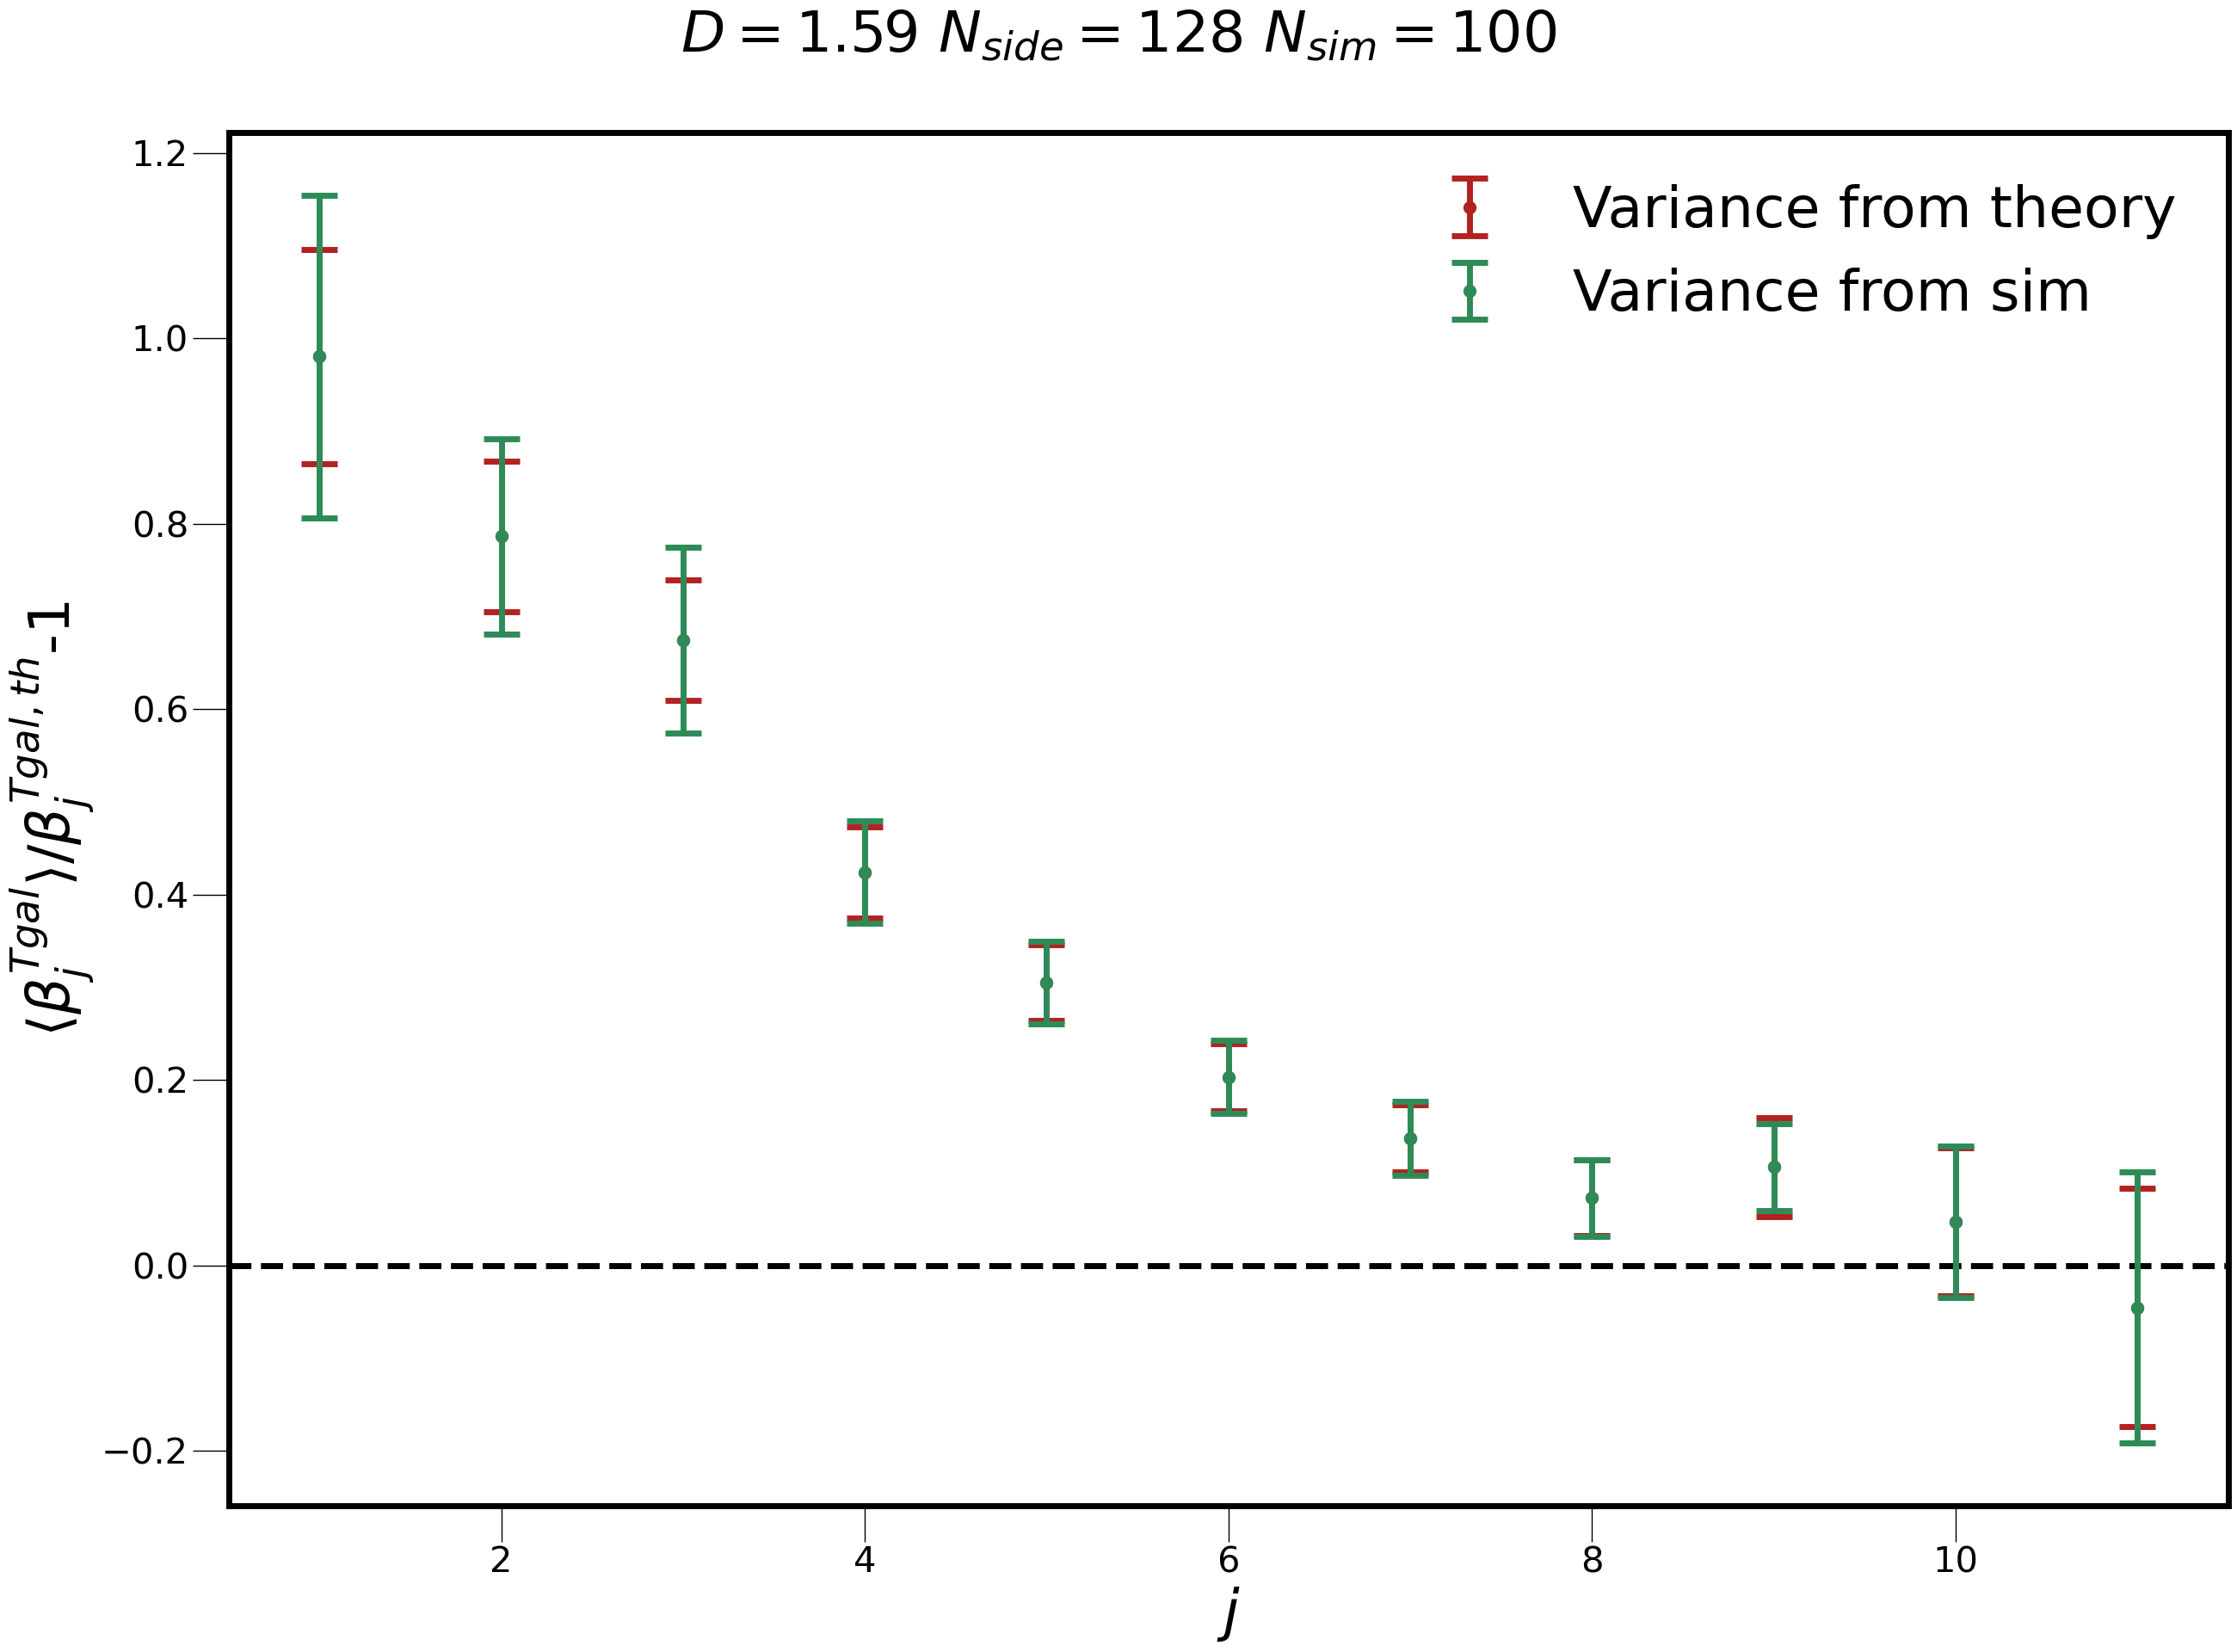 D = 1.59 N_side = 128 N_sim = 100
1.2
1.0
0.8
0.6
0.4
0.2
0.0
−0.2
⟨β_j^Tgal⟩/β_j^Tgal,th-1
Variance from theory
Variance from sim
2 4 6 8 10
j